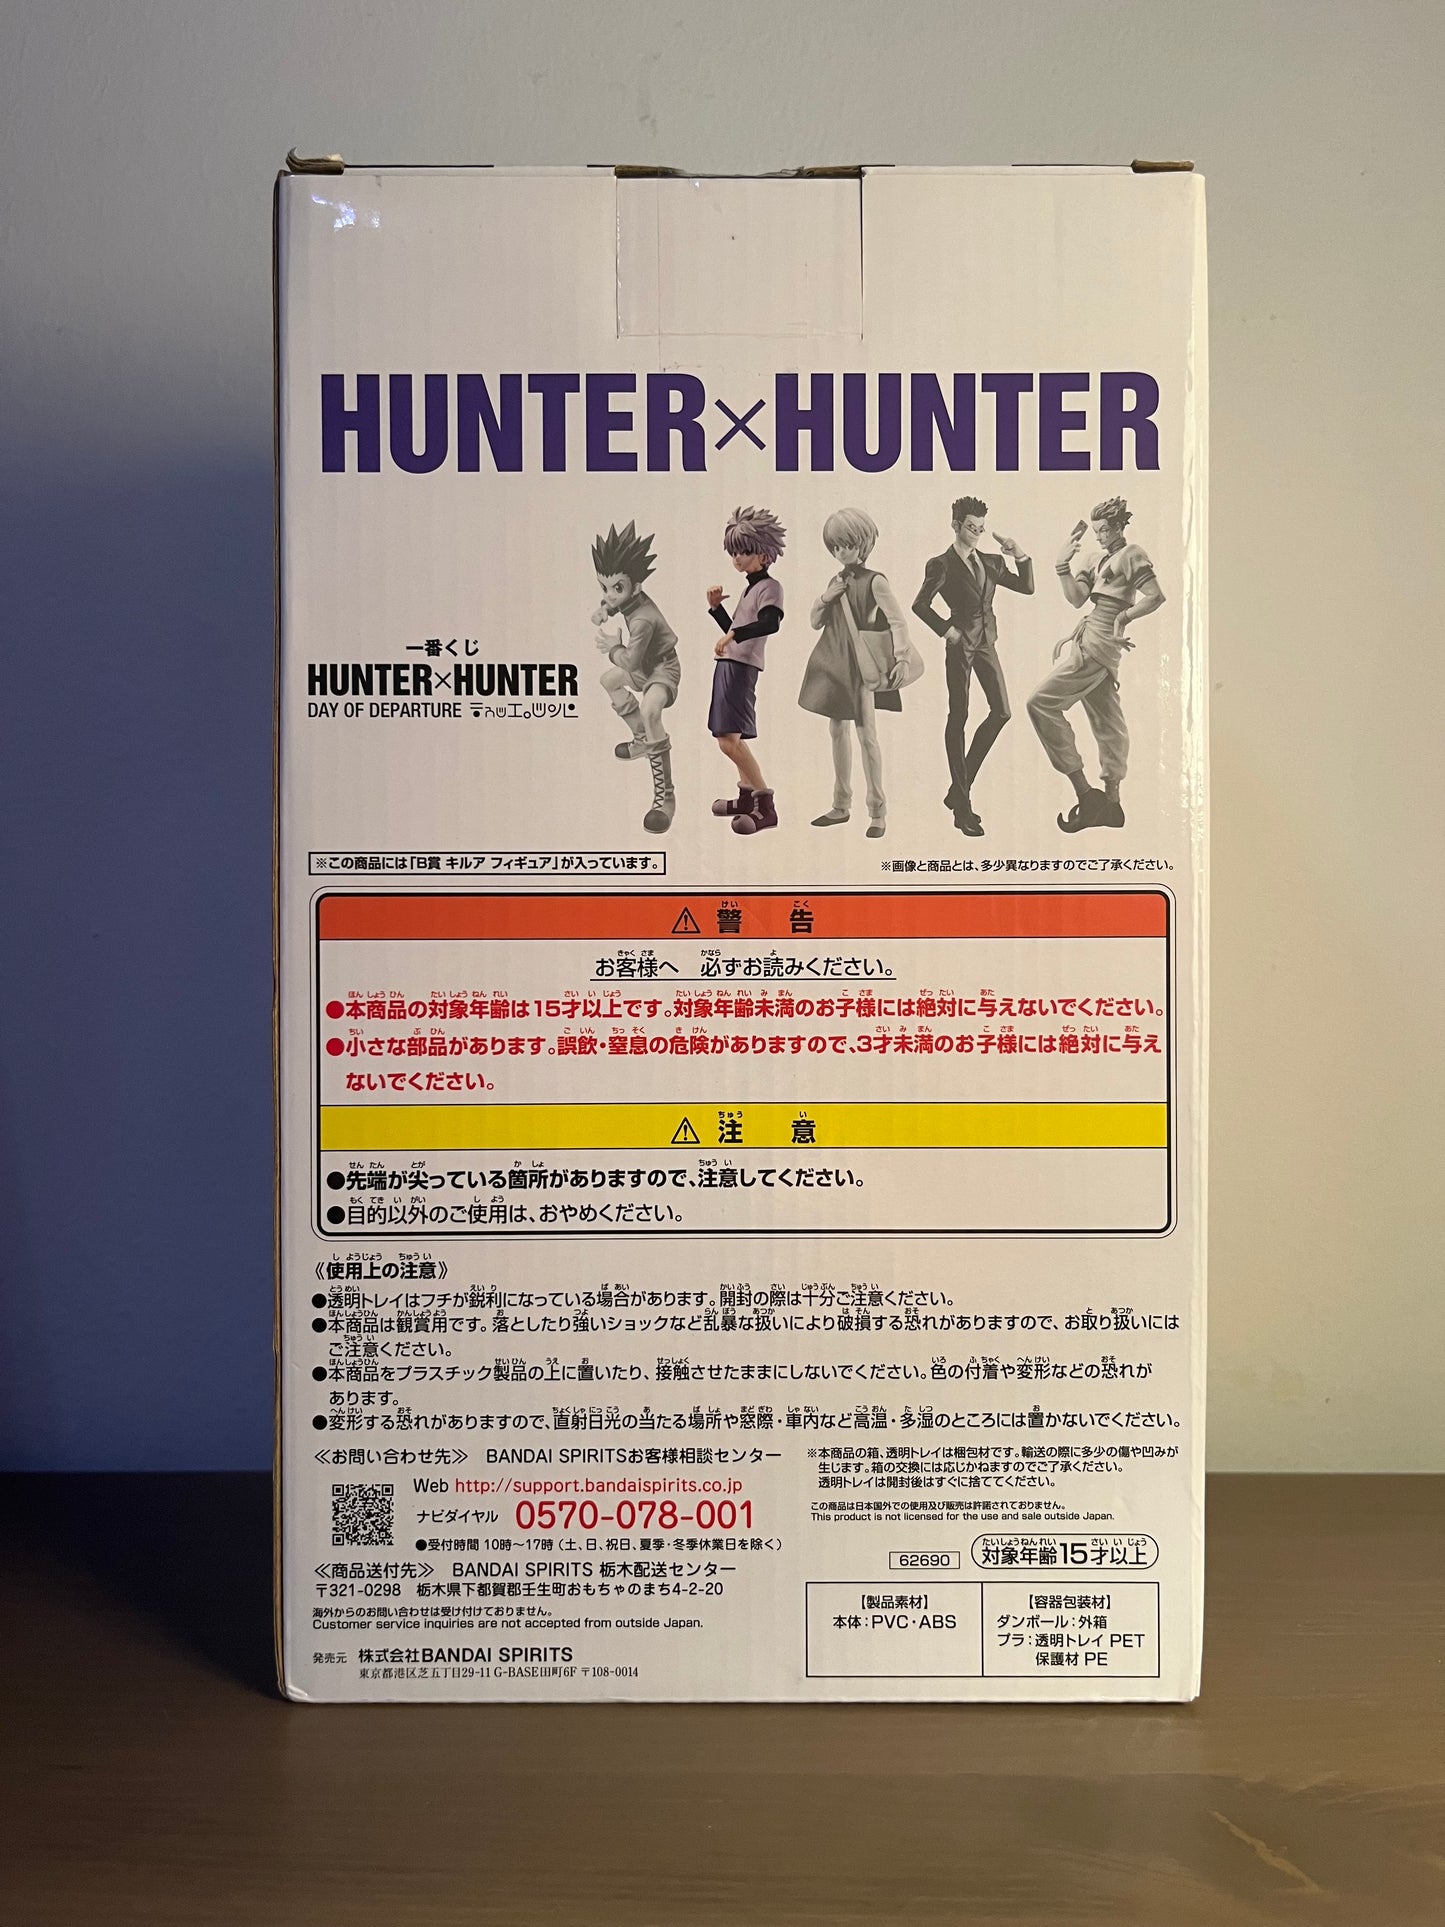 HUNTER×HUNTER
一番くじ
HUNTER×HUNTER
DAY OF DEPARTURE
※この商品には「B賞 キルア フィギュア」が入っています。
※画像と商品とは、多少異なりますのでご了承ください。
⚠ 警告
お客様へ 必ずお読みください。
●本商品の対象年齢は15才以上です。対象年齢未満のお子様には絶対に与えないでください。
●小さな部品があります。誤飲・窒息の危険がありますので、3才未満のお子様には絶対に与え
ないでください。
⚠ 注意
●先端が尖っている箇所がありますので、注意してください。
●目的以外のご使用は、おやめください。
《使用上の注意》
●透明トレイはフチが鋭利になっている場合があります。開封の際は十分ご注意ください。
●本商品は観賞用です。落としたり強いショックなど乱暴な扱いにより破損する恐れがありますので、お取り扱いには
ご注意ください。
●本商品をプラスチック製品の上に置いたり、接触させたままにしないでください。色の付着や変形などの恐れが
あります。
●変形する恐れがありますので、直射日光の当たる場所や窓際・車内など高温・多湿のところには置かないでください。
≪お問い合わせ先≫ BANDAI SPIRITSお客様相談センター
Web http://support.bandaispirits.co.jp
ナビダイヤル 0570-078-001
●受付時間 10時〜17時（土、日、祝日、夏季・冬季休業日を除く）
≪商品送付先≫ BANDAI SPIRITS 栃木配送センター
〒321-0298 栃木県下都賀郡壬生町おもちゃのまち4-2-20
海外からのお問い合わせは受け付けておりません。
Customer service inquiries are not accepted from outside Japan.
発売元 株式会社BANDAI SPIRITS
東京都港区芝五丁目29-11 G-BASE田町6F 〒108-0014
※本商品の箱、透明トレイは梱包材です。輸送の際に多少の傷や凹みが
生じます。箱の交換には応じかねますのでご了承ください。
透明トレイは開封後はすぐに捨ててください。
この商品は日本国外での使用及び販売は許諾されておりません。
This product is not licensed for the use and sale outside Japan.
62690
対象年齢15才以上
【製品素材】
本体：PVC・ABS
【容器包装材】
ダンボール：外箱
プラ：透明トレイ PET
保護材 PE